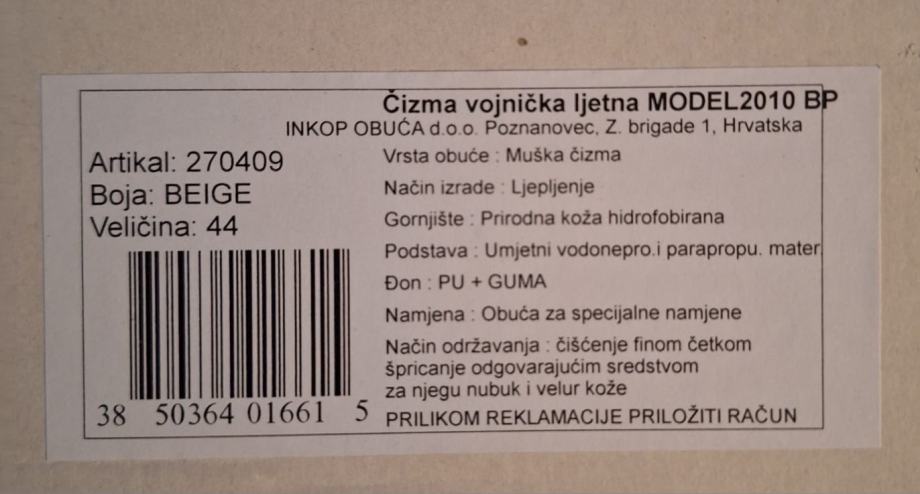 Čizma vojnička ljetna MODEL2010 BP
INKOP OBUĆA d.o.o. Poznanovec, Z. brigade 1, Hrvatska
Artikal: 270409
Boja: BEIGE
Veličina: 44
38 50364 01661 5
Vrsta obuće : Muška čizma
Način izrade : Ljepljenje
Gornjište : Prirodna koža hidrofobirana
Podstava : Umjetni vodonepro.i parapropu. mater
Đon : PU + GUMA
Namjena : Obuća za specijalne namjene
Način održavanja : čišćenje finom četkom
špricanje odgovarajućim sredstvom
za njegu nubuk i velur kože
PRILIKOM REKLAMACIJE PRILOŽITI RAČUN